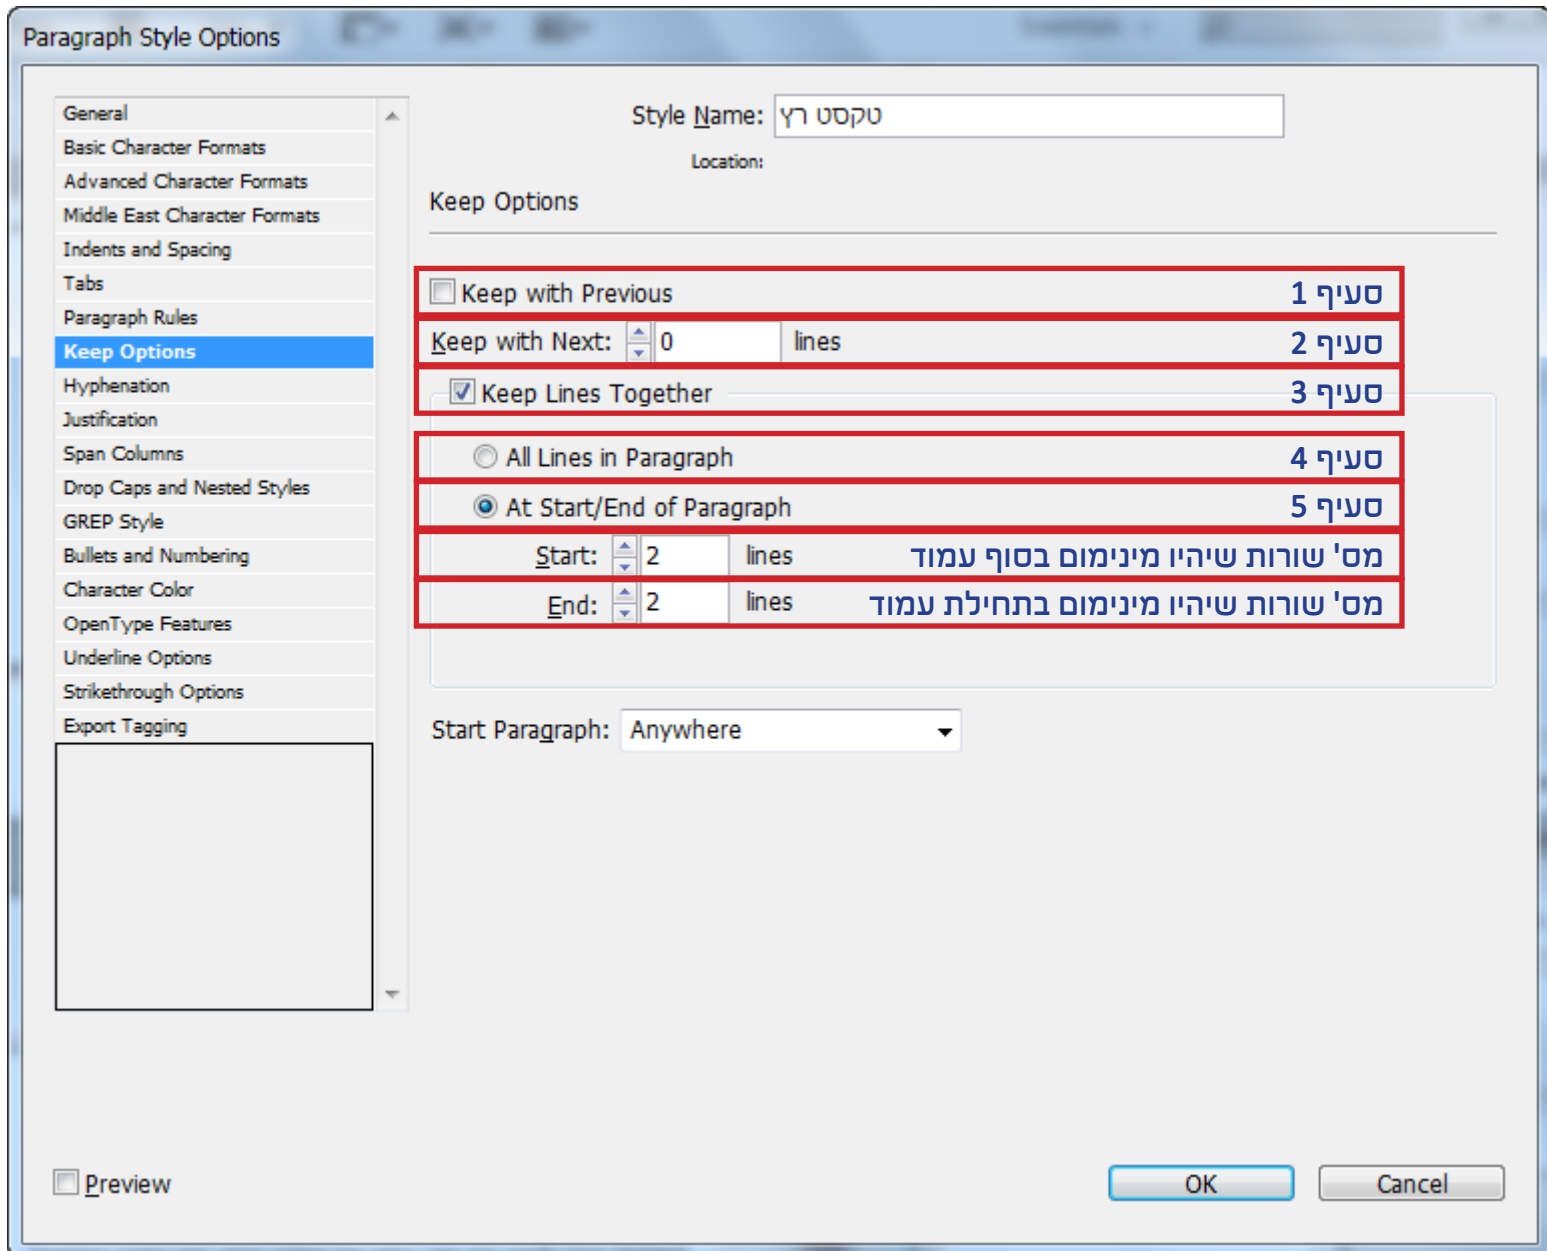 Paragraph Style Options
General
Basic Character Formats
Advanced Character Formats
Middle East Character Formats
Indents and Spacing
Tabs
Paragraph Rules
Keep Options
Hyphenation
Justification
Span Columns
Drop Caps and Nested Styles
GREP Style
Bullets and Numbering
Character Color
OpenType Features
Underline Options
Strikethrough Options
Export Tagging
Style Name: טקסט רץ
Location:
Keep Options
Keep with Previous סעיף 1
Keep with Next: 0 lines סעיף 2
Keep Lines Together סעיף 3
All Lines in Paragraph סעיף 4
At Start/End of Paragraph סעיף 5
Start: 2 lines מס' שורות שיהיו מינימום בסוף עמוד
End: 2 lines מס' שורות שיהיו מינימום בתחילת עמוד
Start Paragraph: Anywhere
Preview
OK Cancel